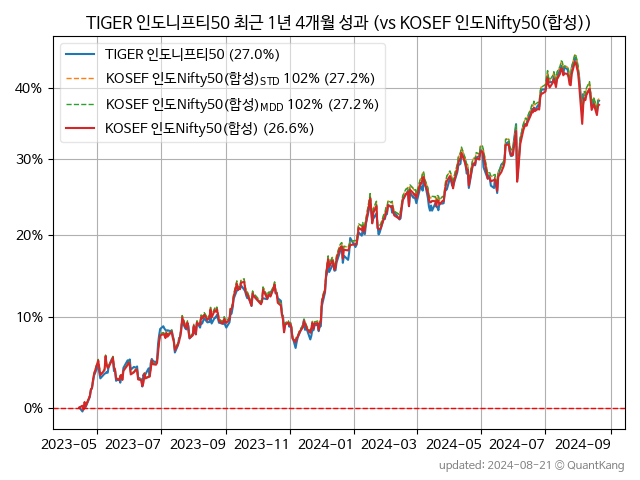 TIGER 인도니프티50 최근 1년 4개월 성과 (vs KOSEF 인도Nifty50(합성))
TIGER 인도니프티50 (27.0%)
KOSEF 인도Nifty50(합성)STD 102% (27.2%)
KOSEF 인도Nifty50(합성)MDD 102% (27.2%)
KOSEF 인도Nifty50(합성) (26.6%)
40%
30%
20%
10%
0%
2023-05 2023-07 2023-09 2023-11 2024-01 2024-03 2024-05 2024-07 2024-09
updated: 2024-08-21 © QuantKang